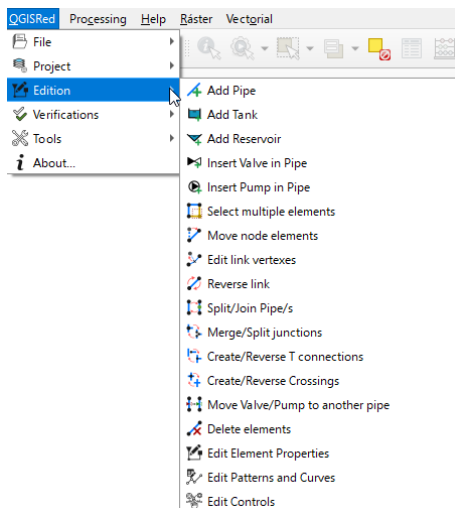 QGISRed Processing Help Ráster Vectorial
File
Project
Edition
Verifications
Tools
About...
Add Pipe
Add Tank
Add Reservoir
Insert Valve in Pipe
Insert Pump in Pipe
Select multiple elements
Move node elements
Edit link vertexes
Reverse link
Split/Join Pipe/s
Merge/Split junctions
Create/Reverse T connections
Create/Reverse Crossings
Move Valve/Pump to another pipe
Delete elements
Edit Element Properties
Edit Patterns and Curves
Edit Controls